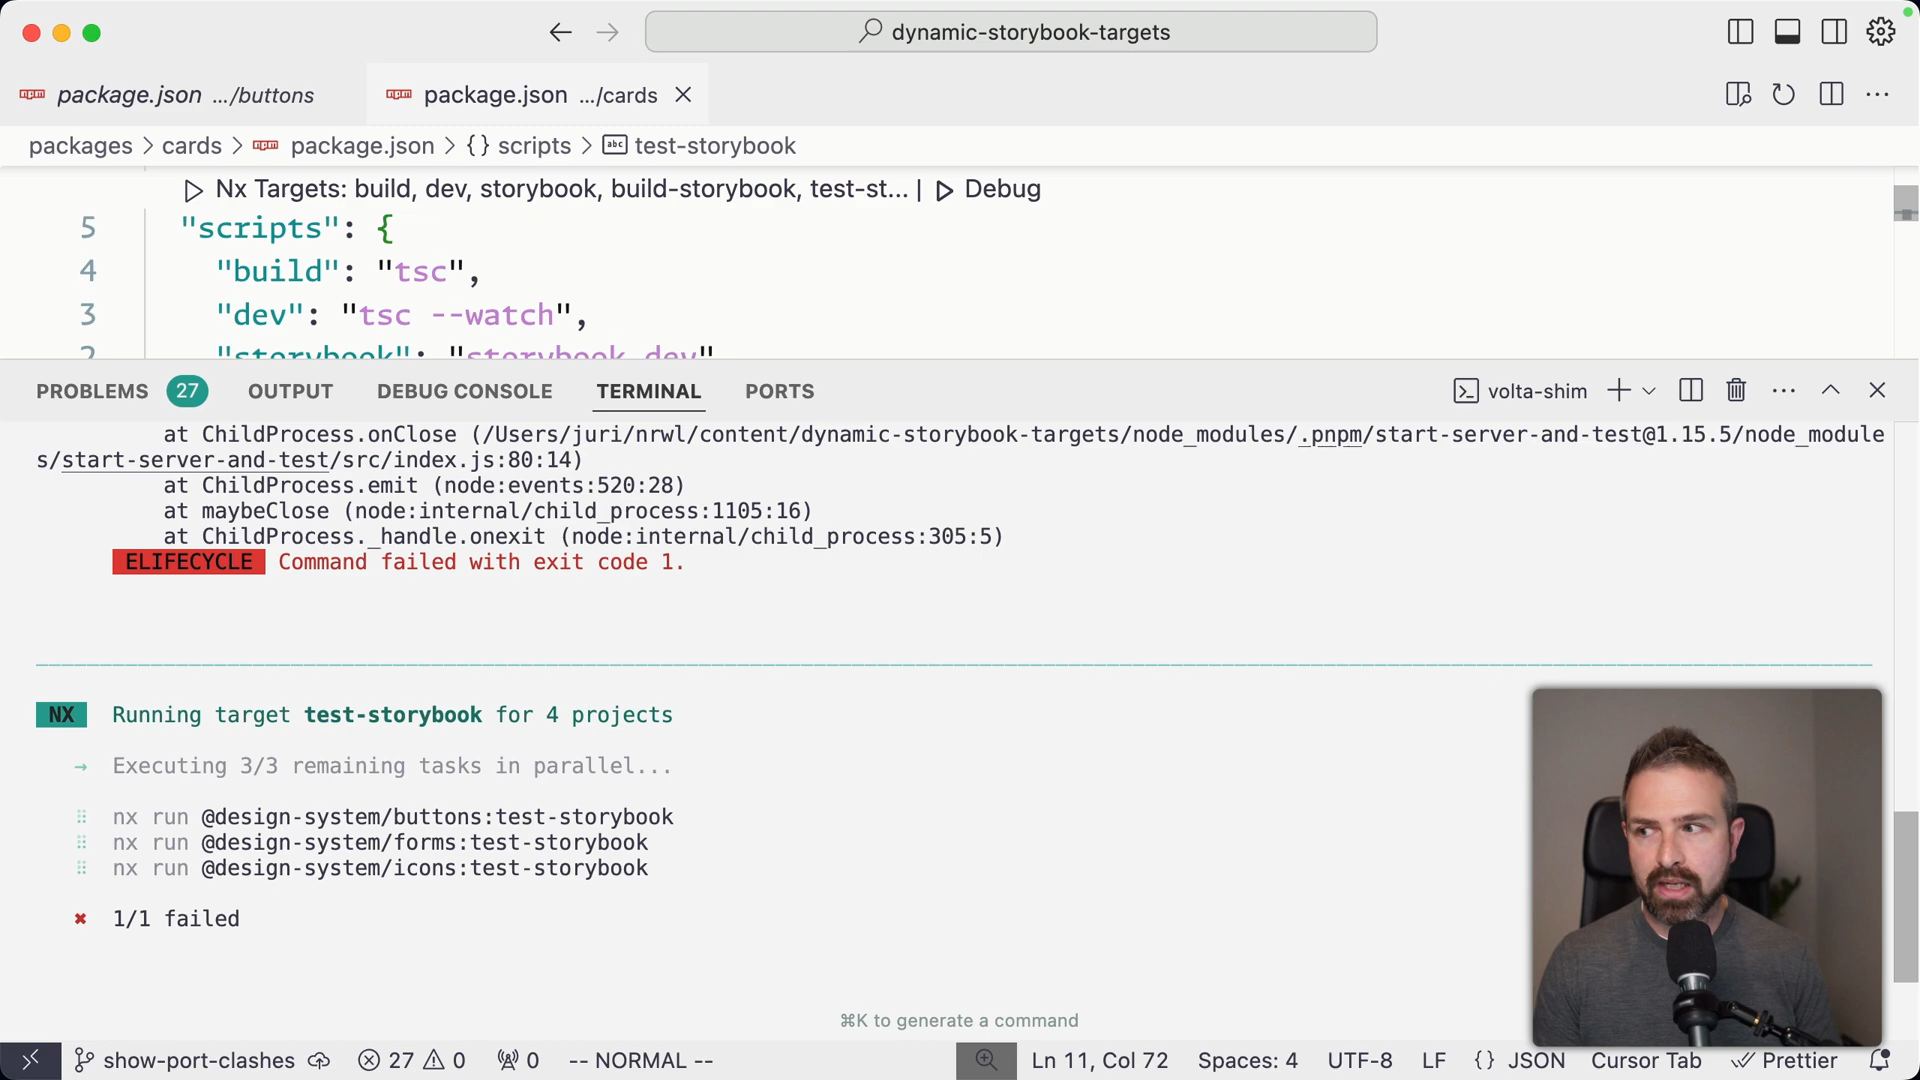 dynamic-storybook-targets
package.json .../buttons
package.json .../cards
packages > cards > package.json > {} scripts > abc test-storybook
Nx Targets: build, dev, storybook, build-storybook, test-st... | Debug
5 "scripts": {
4 "build": "tsc",
3 "dev": "tsc --watch",
2 "storybook": "storybook dev"
PROBLEMS 27 OUTPUT DEBUG CONSOLE TERMINAL PORTS volta-shim
at ChildProcess.onClose (/Users/juri/nrwl/content/dynamic-storybook-targets/node_modules/.pnpm/start-server-and-test@1.15.5/node_module
s/start-server-and-test/src/index.js:80:14)
at ChildProcess.emit (node:events:520:28)
at maybeClose (node:internal/child_process:1105:16)
at ChildProcess._handle.onexit (node:internal/child_process:305:5)
ELIFECYCLE Command failed with exit code 1.
NX Running target test-storybook for 4 projects
→ Executing 3/3 remaining tasks in parallel...
nx run @design-system/buttons:test-storybook
nx run @design-system/forms:test-storybook
nx run @design-system/icons:test-storybook
✖ 1/1 failed
⌘K to generate a command
show-port-clashes 27 0 0 -- NORMAL -- Ln 11, Col 72 Spaces: 4 UTF-8 LF {} JSON Cursor Tab Prettier